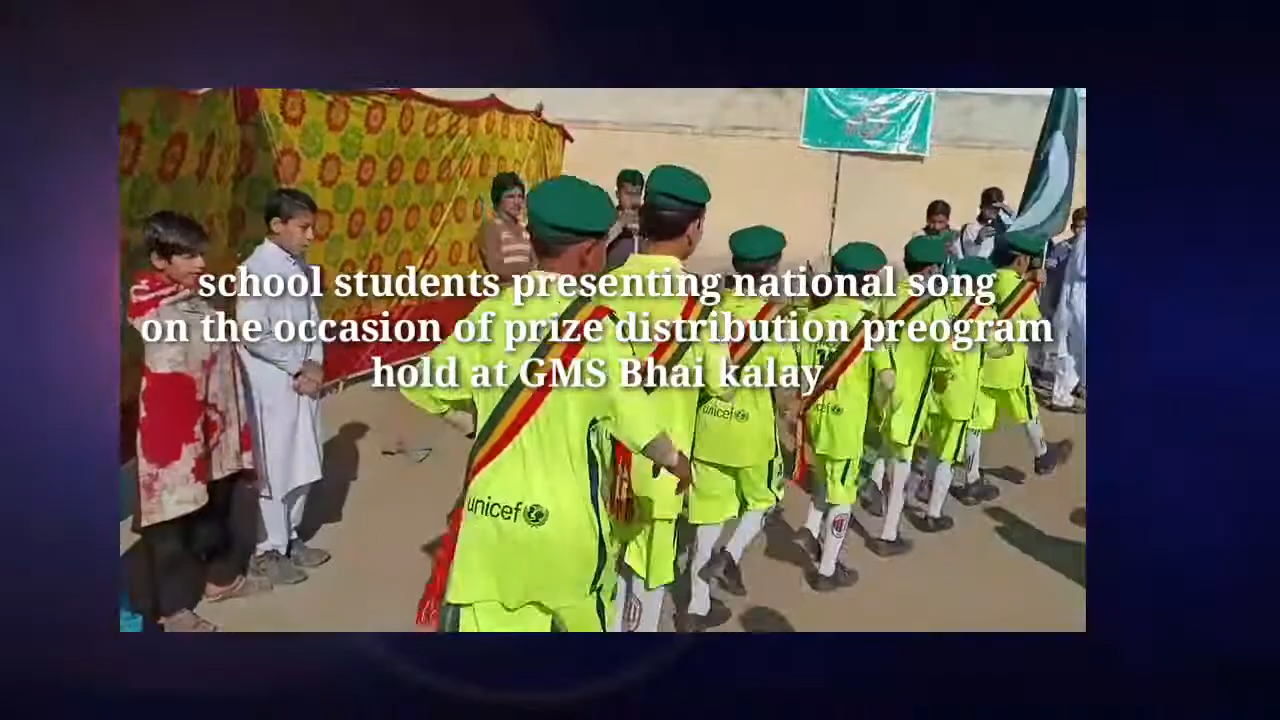 school students presenting national song
on the occasion of prize distribution preogram
hold at GMS Bhai kalay
unicef
unicef
unicef